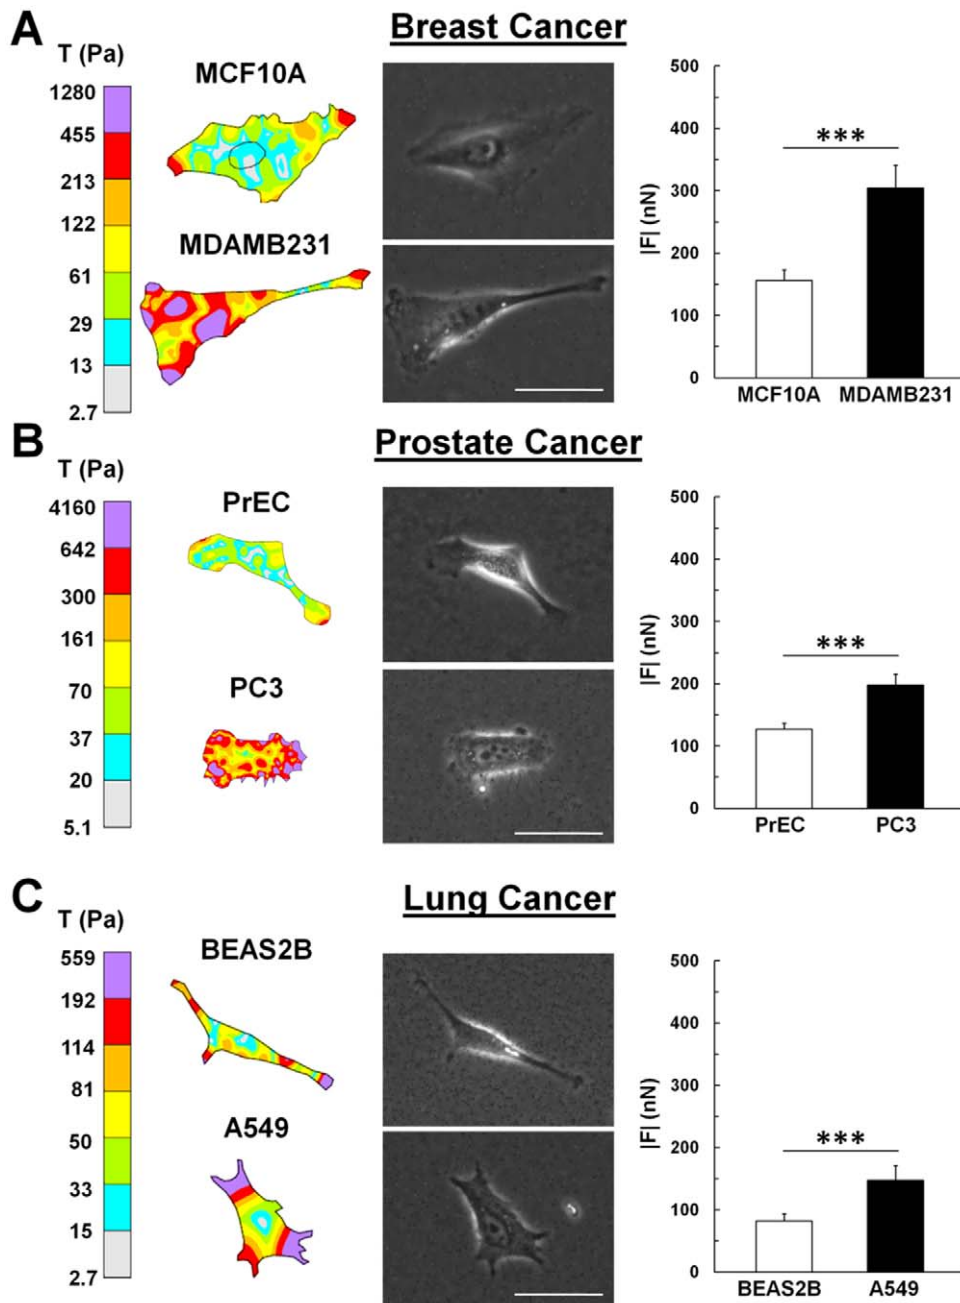 A
Breast Cancer
T (Pa)
1280
455
213
122
61
29
13
2.7
MCF10A
MDAMB231
500
400
300
200
100
0
|F| (nN)
***
MCF10A MDAMB231
B
Prostate Cancer
T (Pa)
4160
642
300
161
70
37
20
5.1
PrEC
PC3
500
400
300
200
100
0
|F| (nN)
***
PrEC PC3
C
Lung Cancer
T (Pa)
559
192
114
81
50
33
15
2.7
BEAS2B
A549
500
400
300
200
100
0
|F| (nN)
***
BEAS2B A549